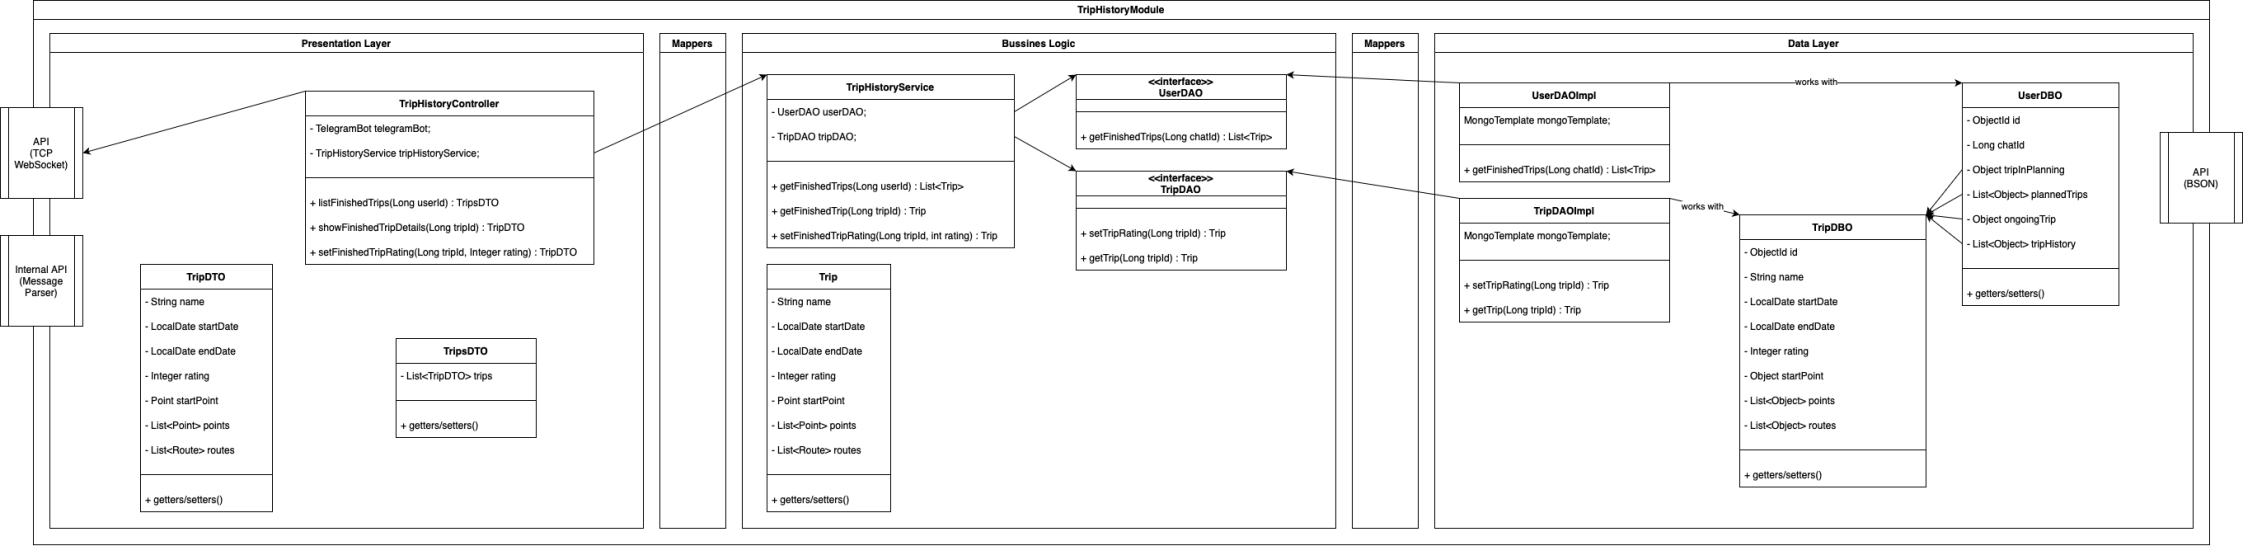 TripHistoryModule
Presentation Layer
Mappers
Bussines Logic
Mappers
Data Layer
API
(TCP
WebSocket)
Internal API
(Message
Parser)
TripHistoryController
- TelegramBot telegramBot;
- TripHistoryService tripHistoryService;
+ listFinishedTrips(Long userId) : TripsDTO
+ showFinishedTripDetails(Long tripId) : TripDTO
+ setFinishedTripRating(Long tripId, Integer rating) : TripDTO
TripDTO
- String name
- LocalDate startDate
- LocalDate endDate
- Integer rating
- Point startPoint
- List<Point> points
- List<Route> routes
+ getters/setters()
TripsDTO
- List<TripDTO> trips
+ getters/setters()
TripHistoryService
- UserDAO userDAO;
- TripDAO tripDAO;
+ getFinishedTrips(Long userId) : List<Trip>
+ getFinishedTrip(Long tripId) : Trip
+ setFinishedTripRating(Long tripId, int rating) : Trip
Trip
- String name
- LocalDate startDate
- LocalDate endDate
- Integer rating
- Point startPoint
- List<Point> points
- List<Route> routes
+ getters/setters()
<<interface>>
UserDAO
+ getFinishedTrips(Long chatId) : List<Trip>
<<interface>>
TripDAO
+ setTripRating(Long tripId) : Trip
+ getTrip(Long tripId) : Trip
UserDAOImpl
MongoTemplate mongoTemplate;
+ getFinishedTrips(Long chatId) : List<Trip>
works with
TripDAOImpl
MongoTemplate mongoTemplate;
+ setTripRating(Long tripId) : Trip
+ getTrip(Long tripId) : Trip
works with
TripDBO
- ObjectId id
- String name
- LocalDate startDate
- LocalDate endDate
- Integer rating
- Object startPoint
- List<Object> points
- List<Object> routes
+ getters/setters()
UserDBO
- ObjectId id
- Long chatId
- Object tripInPlanning
- List<Object> plannedTrips
- Object ongoingTrip
- List<Object> tripHistory
+ getters/setters()
API
(BSON)